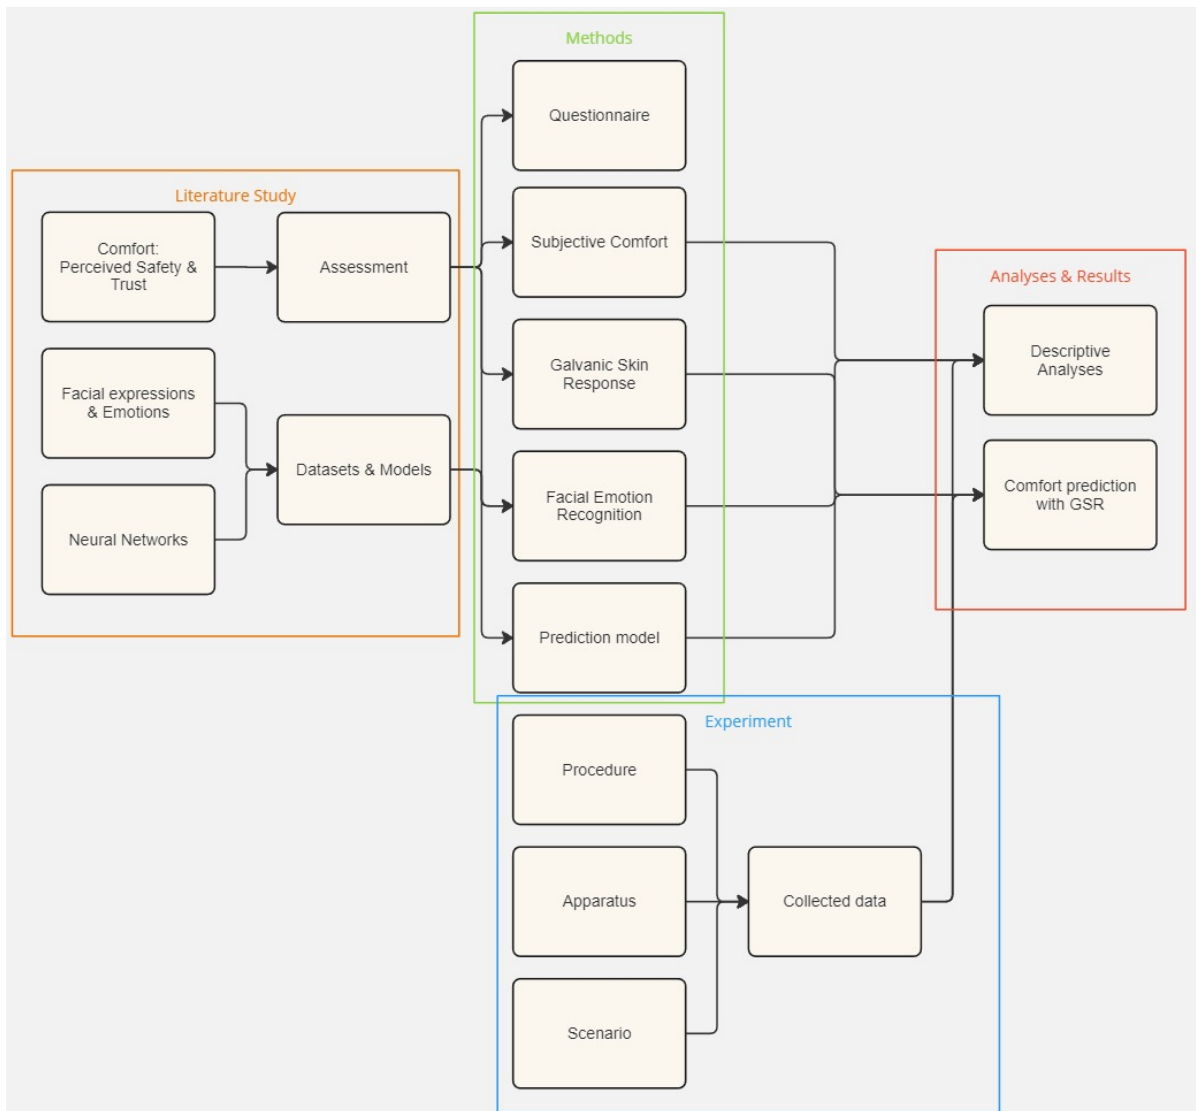 Methods
Questionnaire
Literature Study
Comfort:
Perceived Safety &
Trust
Assessment
Subjective Comfort
Analyses & Results
Galvanic Skin
Response
Descriptive
Analyses
Facial expressions
& Emotions
Datasets & Models
Neural Networks
Facial Emotion
Recognition
Comfort prediction
with GSR
Prediction model
Experiment
Procedure
Apparatus
Collected data
Scenario